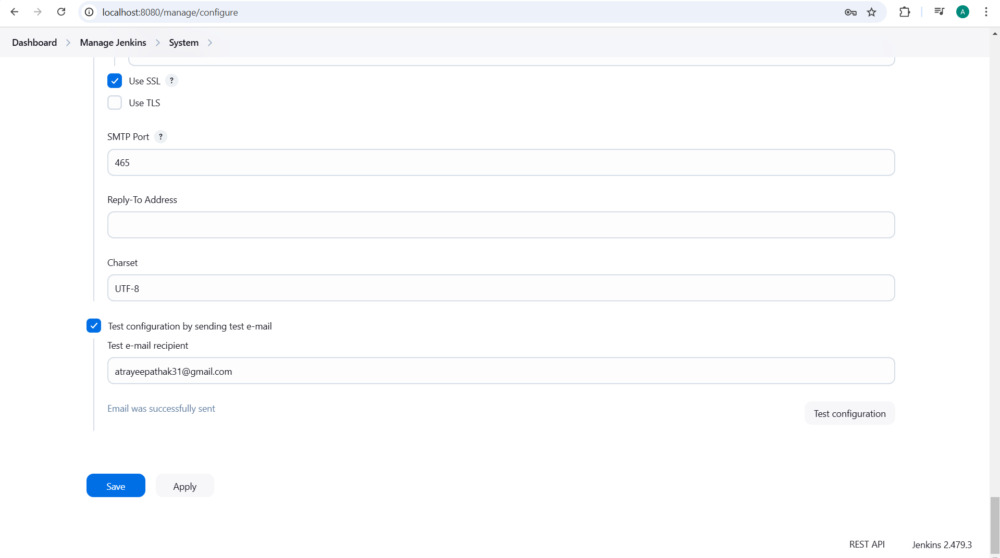 localhost:8080/manage/configure
A
Dashboard
Manage Jenkins
System
Use SSL ?
Use TLS
SMTP Port ?
465
Reply-To Address
Charset
UTF-8
Test configuration by sending test e-mail
Test e-mail recipient
atrayeepathak31@gmail.com
Email was successfully sent
Test configuration
Save
Apply
REST API
Jenkins 2.479.3